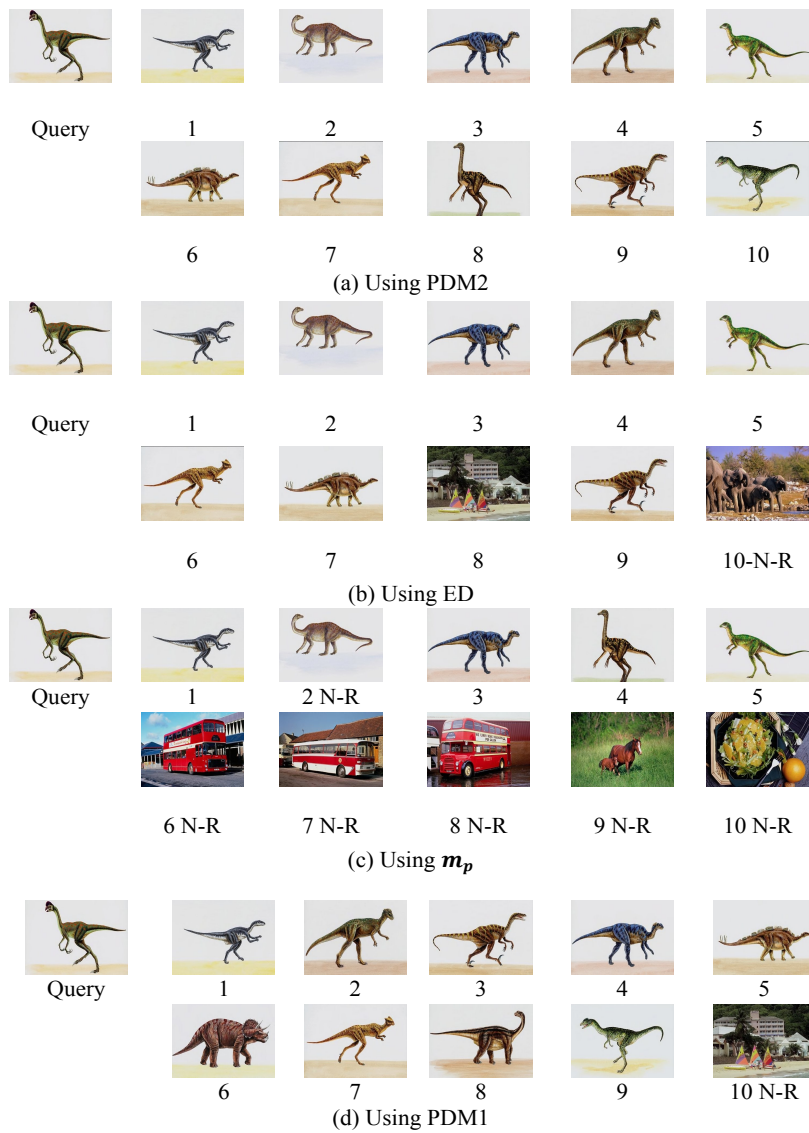 Query 1 2 3 4 5
6 7 8 9 10
(a) Using PDM2
Query 1 2 3 4 5
6 7 8 9 10-N-R
(b) Using ED
Query 1 2 N-R 3 4 5
6 N-R 7 N-R 8 N-R 9 N-R 10 N-R
(c) Using m_p
Query 1 2 3 4 5
6 7 8 9 10 N-R
(d) Using PDM1